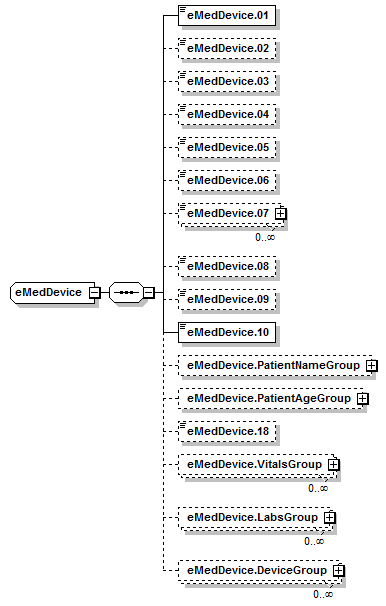 eMedDevice.01
eMedDevice.02
eMedDevice.03
eMedDevice.04
eMedDevice.05
eMedDevice.06
eMedDevice.07
0..∞
eMedDevice.08
eMedDevice
eMedDevice.09
eMedDevice.10
eMedDevice.PatientNameGroup
eMedDevice.PatientAgeGroup
eMedDevice.18
eMedDevice.VitalsGroup
0..∞
eMedDevice.LabsGroup
0..∞
eMedDevice.DeviceGroup
0..∞